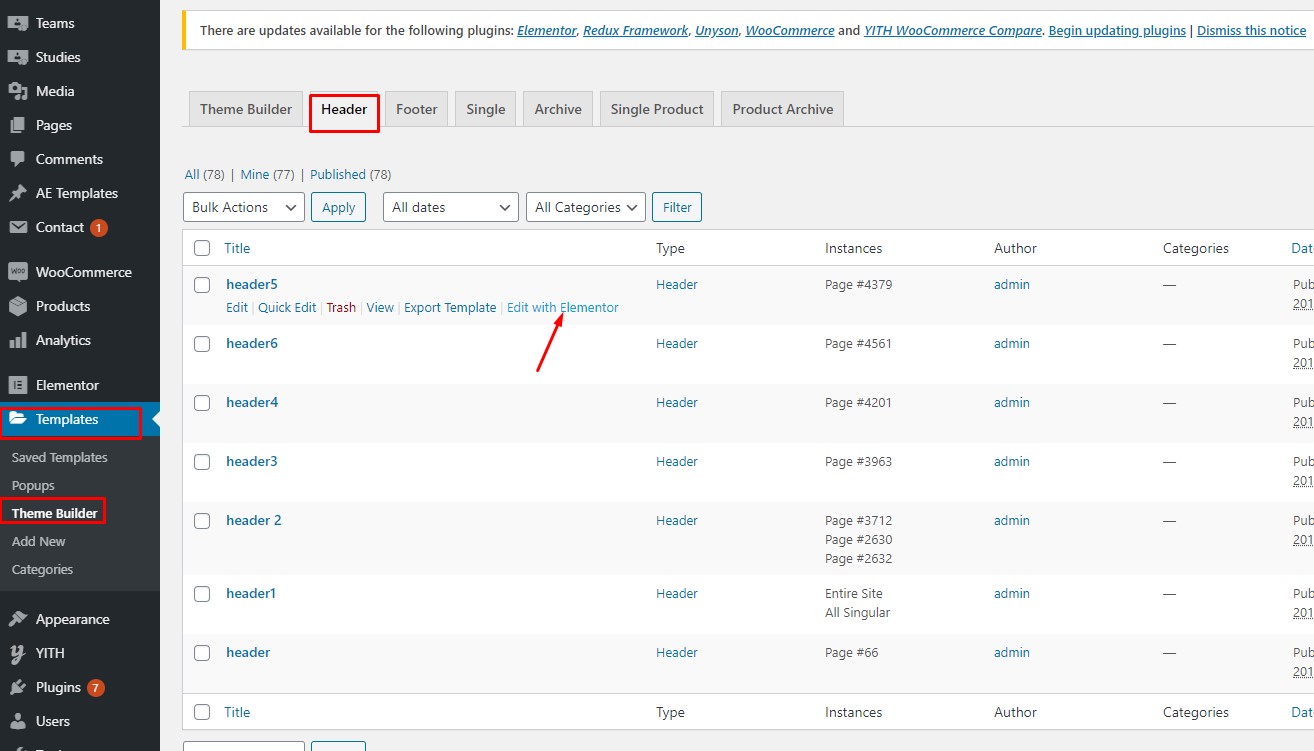 Teams
Studies
Media
Pages
Comments
AE Templates
Contact 1
WooCommerce
Products
Analytics
Elementor
Templates
Saved Templates
Popups
Theme Builder
Add New
Categories
Appearance
YITH
Plugins 7
Users
There are updates available for the following plugins: Elementor, Redux Framework, Unyson, WooCommerce and YITH WooCommerce Compare. Begin updating plugins | Dismiss this notice
Theme Builder Header Footer Single Archive Single Product Product Archive
All (78) | Mine (77) | Published (78)
Bulk Actions Apply All dates All Categories Filter
Title Type Instances Author Categories Dat
header5 Header Page #4379 admin — Pub
Edit | Quick Edit | Trash | View | Export Template | Edit with Elementor 201
header6 Header Page #4561 admin — Pub
201
header4 Header Page #4201 admin — Pub
201
header3 Header Page #3963 admin — Pub
201
header 2 Header Page #3712 admin — Pub
Page #2630 201
Page #2632
header1 Header Entire Site admin — Pub
All Singular 201
header Header Page #66 admin — Pub
201
Title Type Instances Author Categories Dat